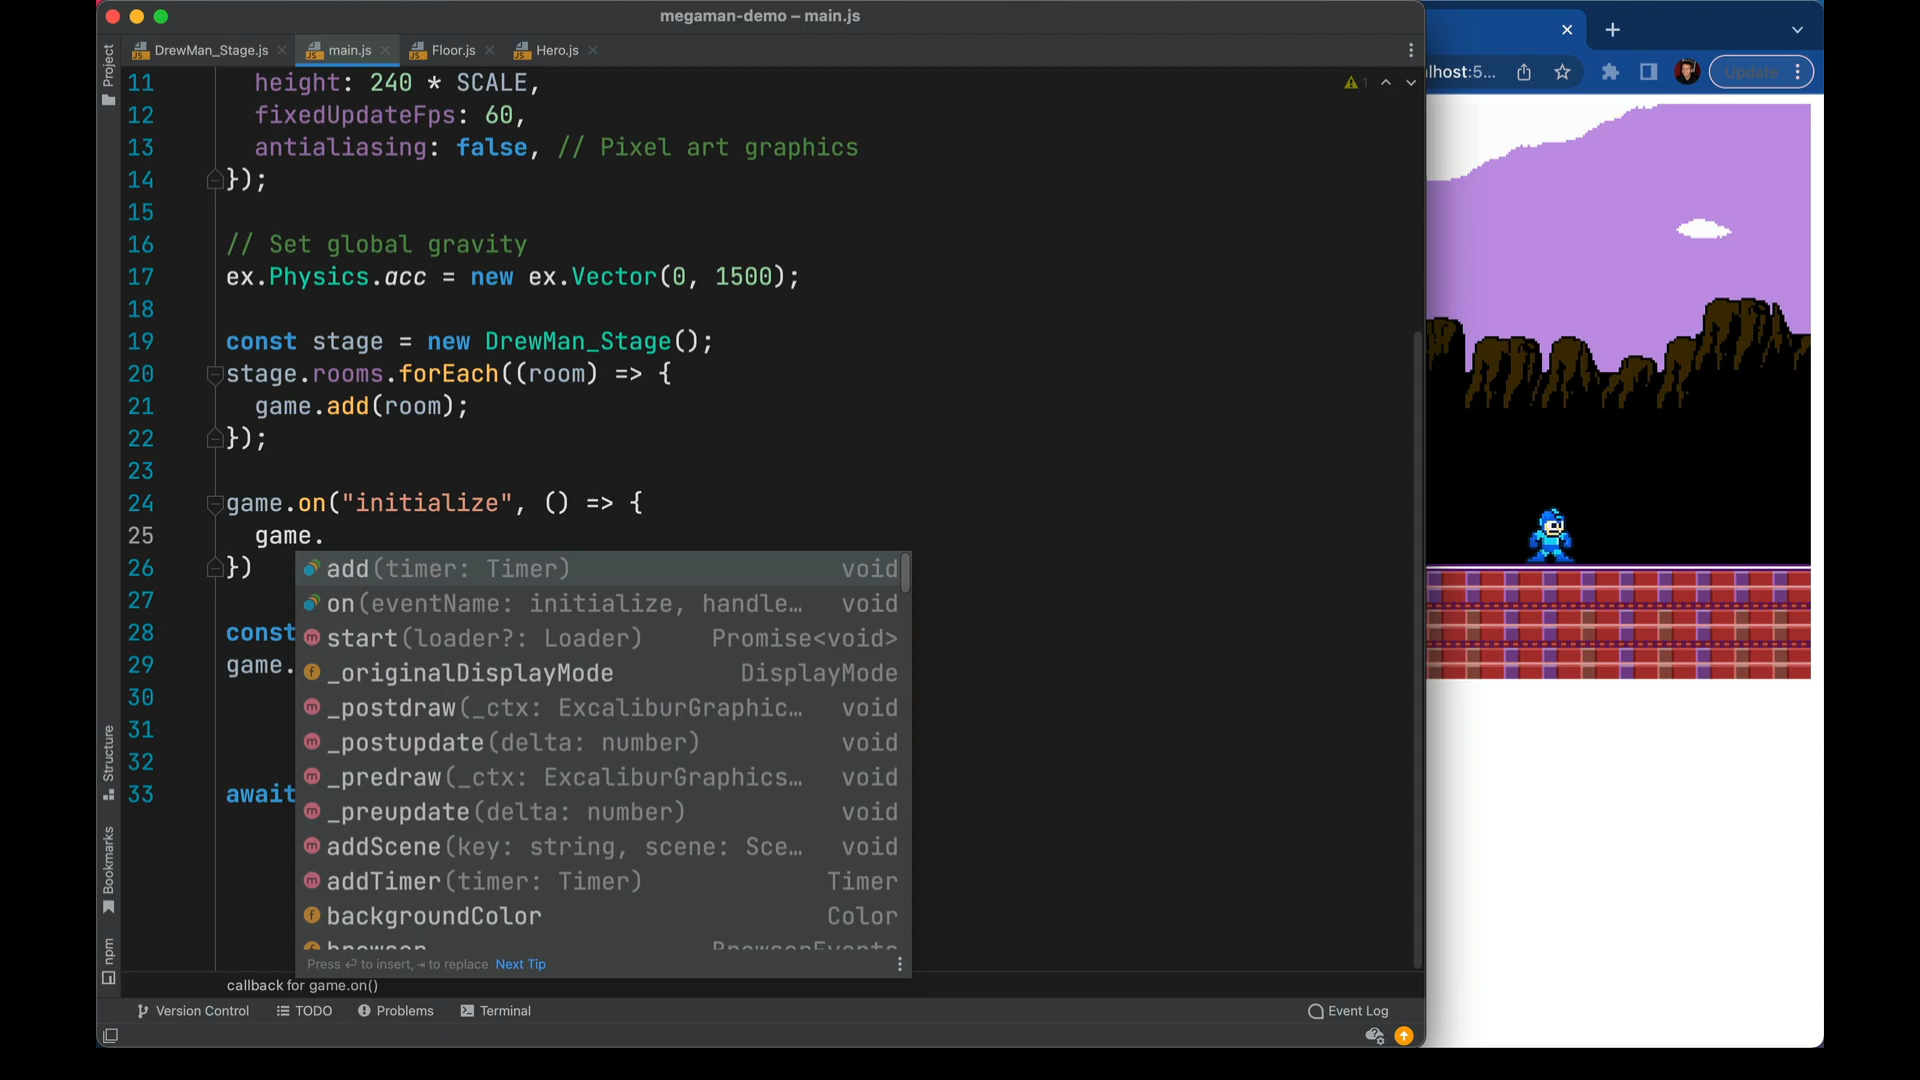 megaman-demo – main.js
DrewMan_Stage.js
main.js
Floor.js
Hero.js
lhost:5...
Update
Project
11 height: 240 * SCALE,
1
12 fixedUpdateFps: 60,
13 antialiasing: false, // Pixel art graphics
14 });
15
16 // Set global gravity
17 ex.Physics.acc = new ex.Vector(0, 1500);
18
19 const stage = new DrewMan_Stage();
20 stage.rooms.forEach((room) => {
21 game.add(room);
22 });
23
24 game.on("initialize", () => {
25 game.
26 })
27
28 const
29 game.
30
31
32
33 await
add(timer: Timer) void
on(eventName: initialize, handle… void
start(loader?: Loader) Promise<void>
_originalDisplayMode DisplayMode
_postdraw(_ctx: ExcaliburGraphic… void
_postupdate(delta: number) void
_predraw(_ctx: ExcaliburGraphics… void
_preupdate(delta: number) void
addScene(key: string, scene: Sce… void
addTimer(timer: Timer) Timer
backgroundColor Color
browser BrowserEvents
Press ↵ to insert, ⇥ to replace Next Tip
Structure
Bookmarks
npm
callback for game.on()
Version Control
TODO
Problems
Terminal
Event Log